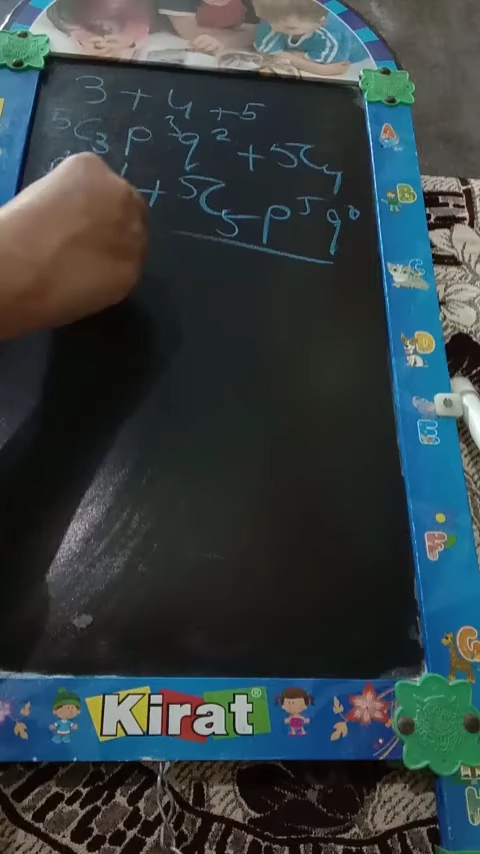 3 + 4 + 5
5C3 p³ q² + 5C4
+ 5C5 p⁵ q⁰
A
B
C
D
E
F
G
H
Kirat®